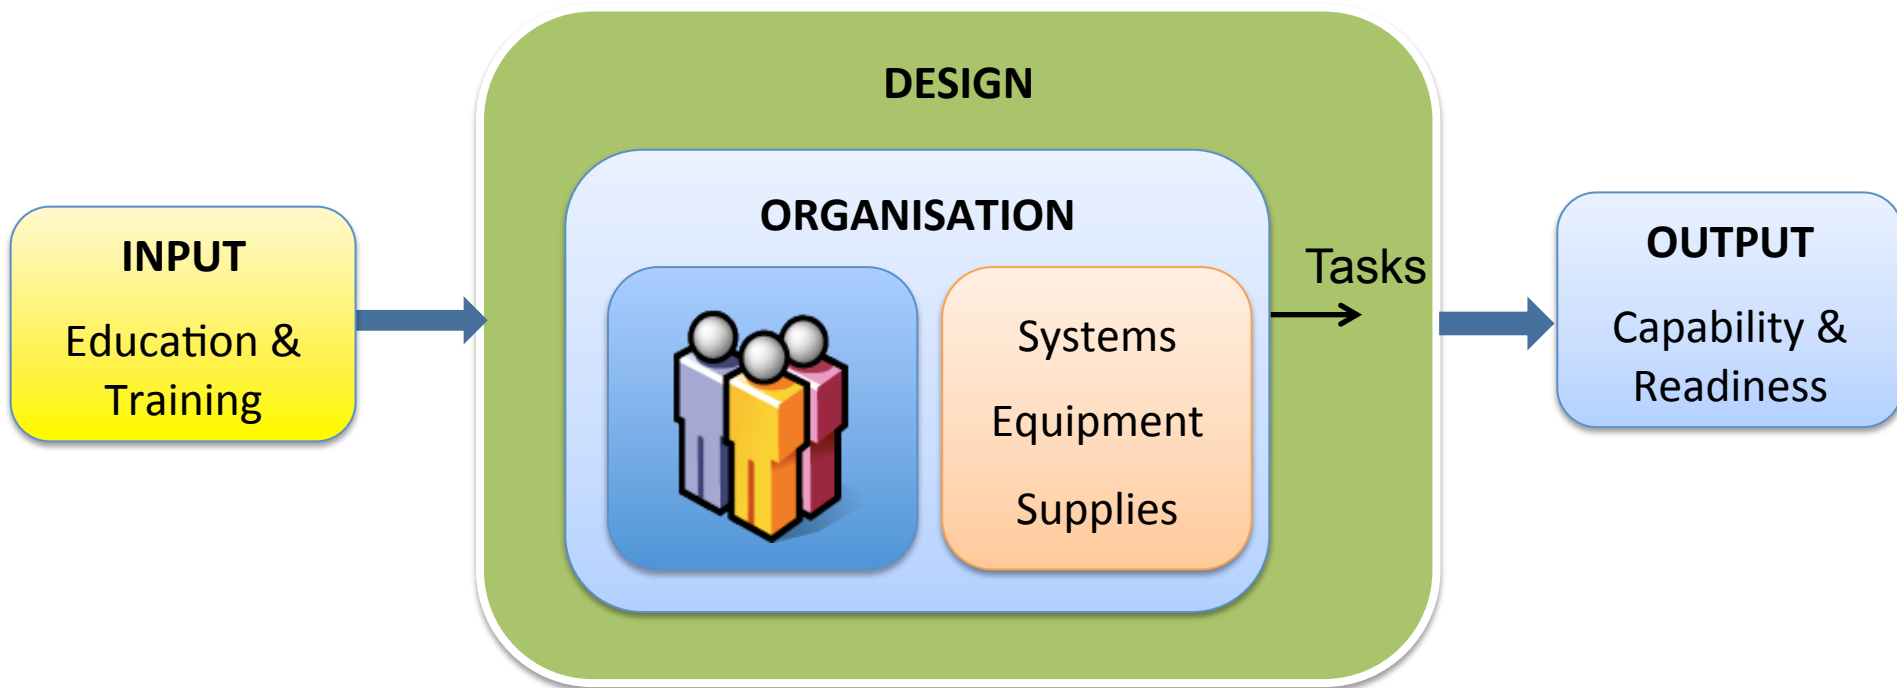 DESIGN
ORGANISATION
INPUT
Education &
Training
Systems
Equipment
Supplies
Tasks
OUTPUT
Capability &
Readiness